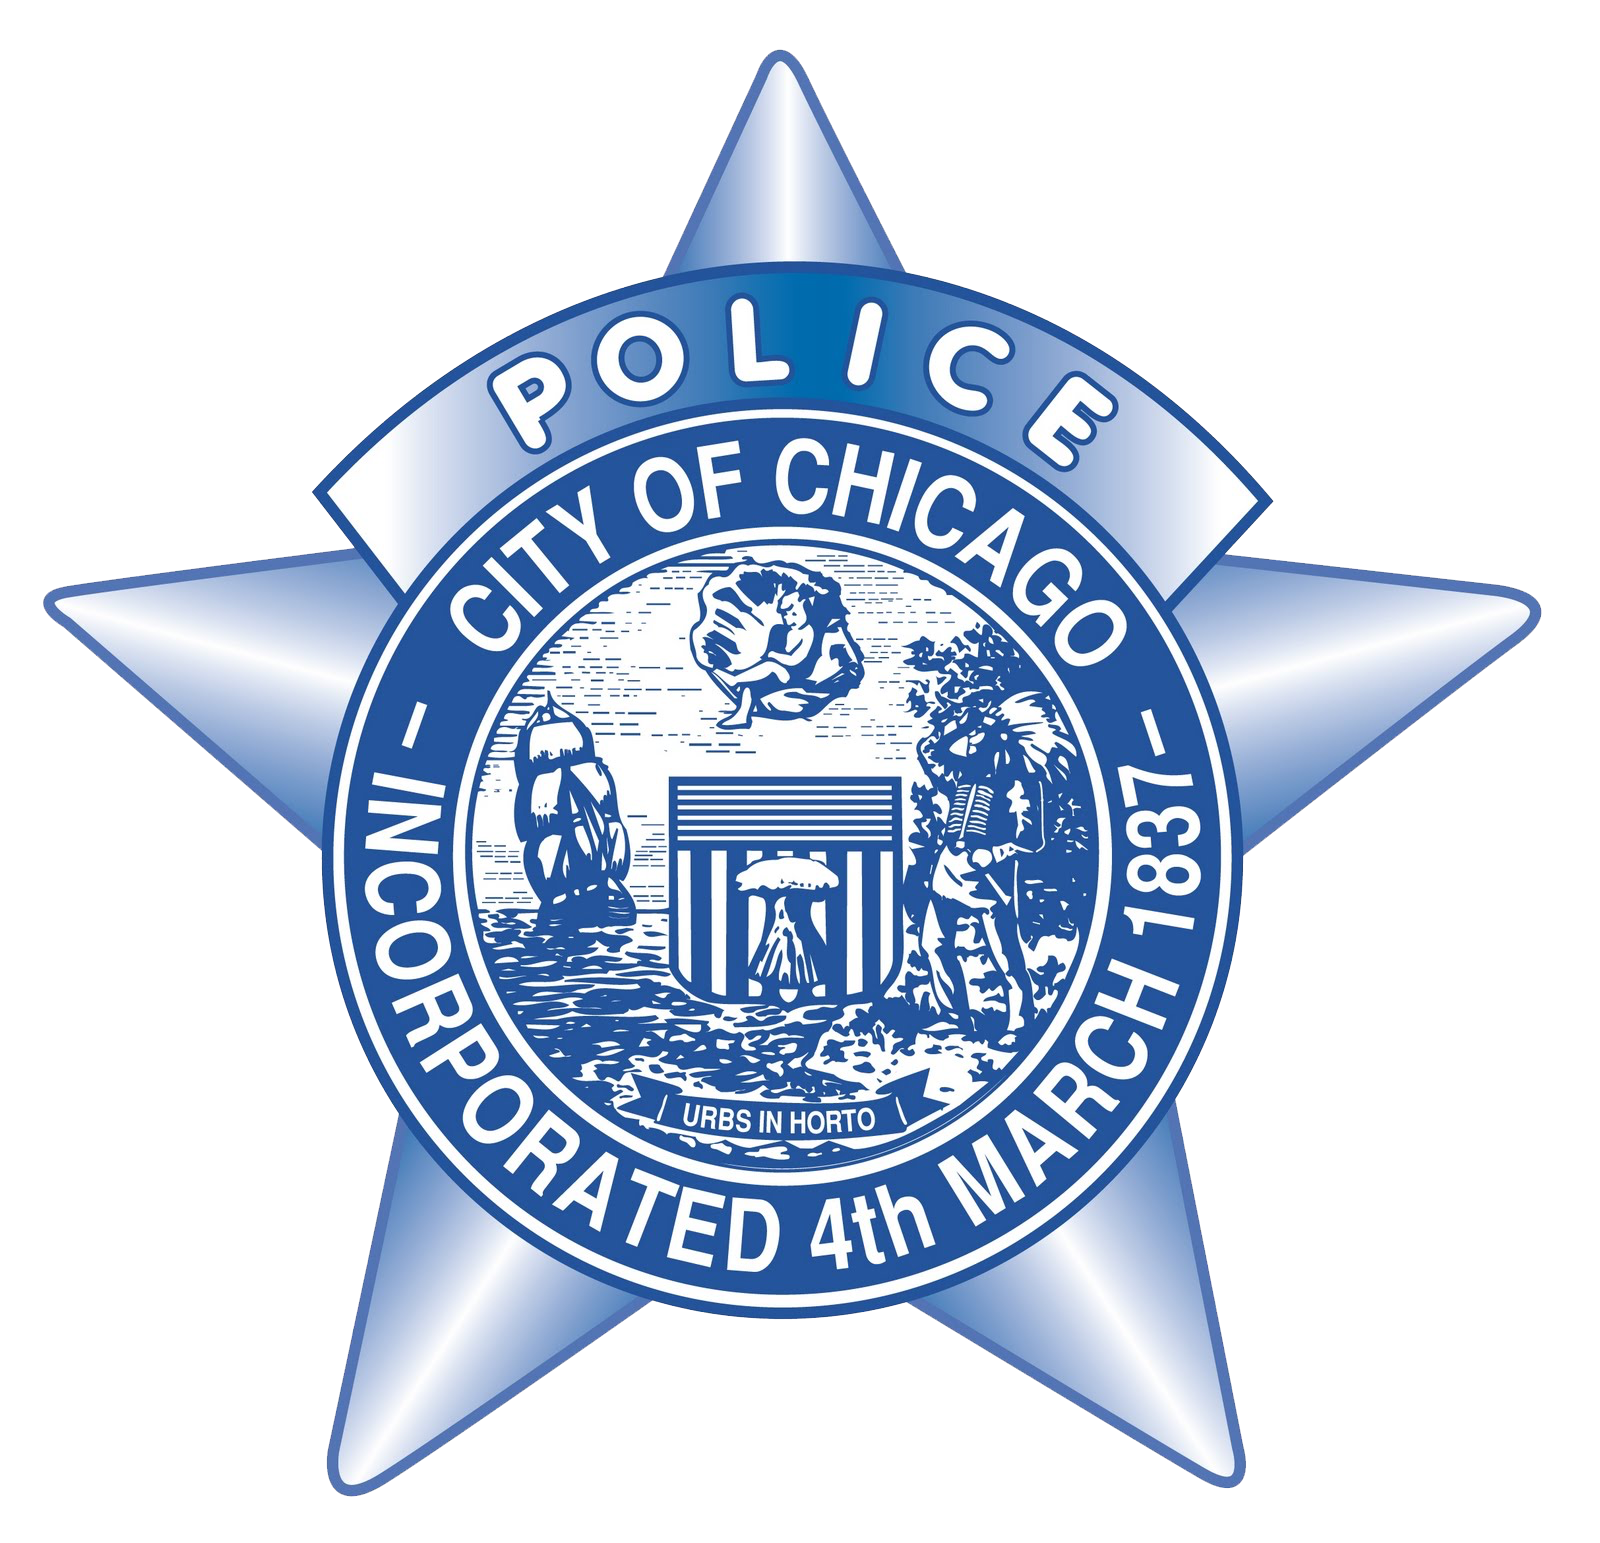 POLICE
CITY OF CHICAGO
– INCORPORATED 4th MARCH 1837 –
URBS IN HORTO